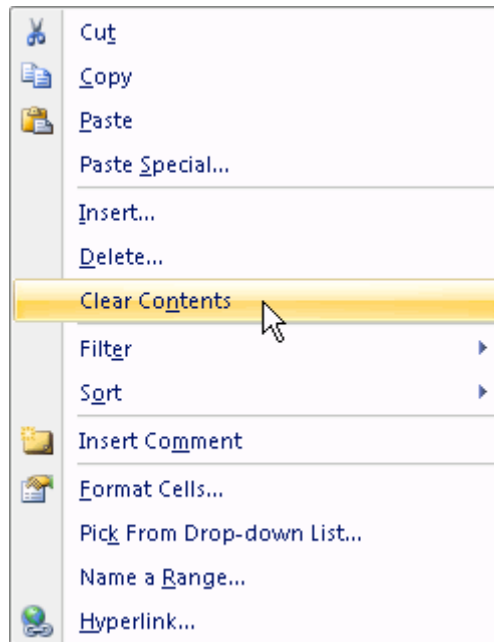 Cut
Copy
Paste
Paste Special...
Insert...
Delete...
Clear Contents
Filter
Sort
Insert Comment
Format Cells...
Pick From Drop-down List...
Name a Range...
Hyperlink...